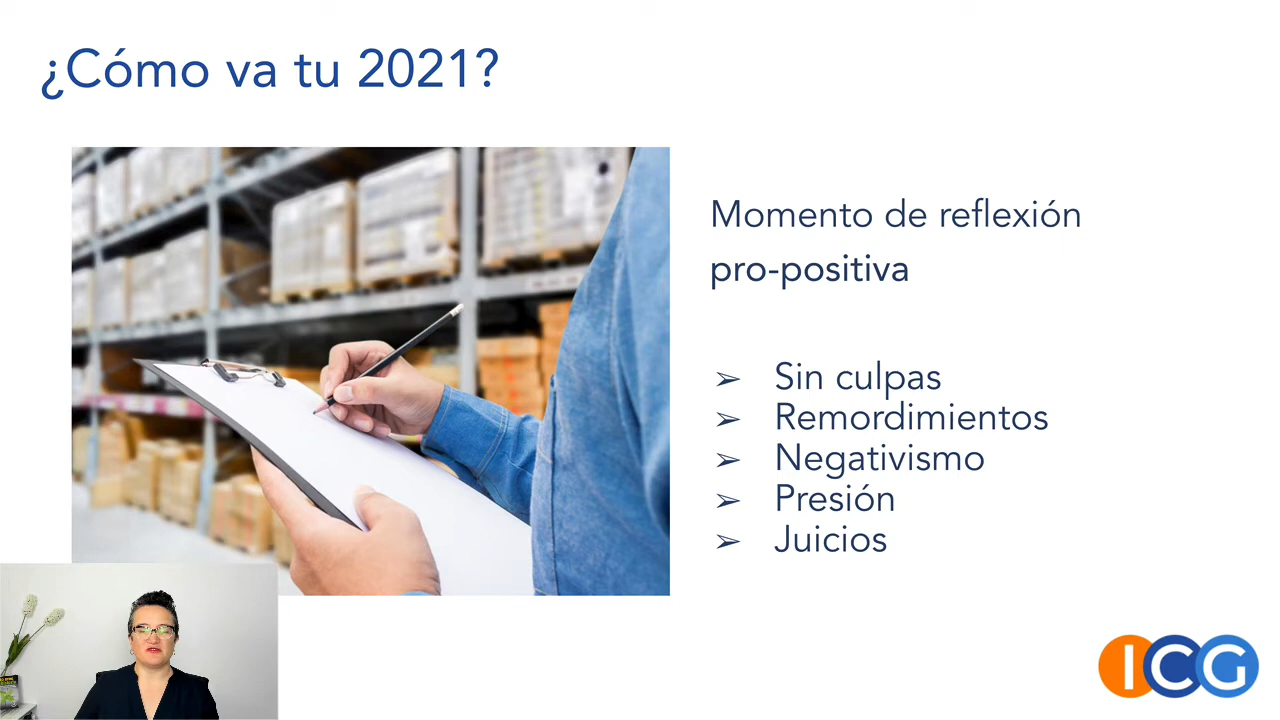 ¿Cómo va tu 2021?
Momento de reflexión
pro-positiva
➢ Sin culpas
➢ Remordimientos
➢ Negativismo
➢ Presión
➢ Juicios
ICG